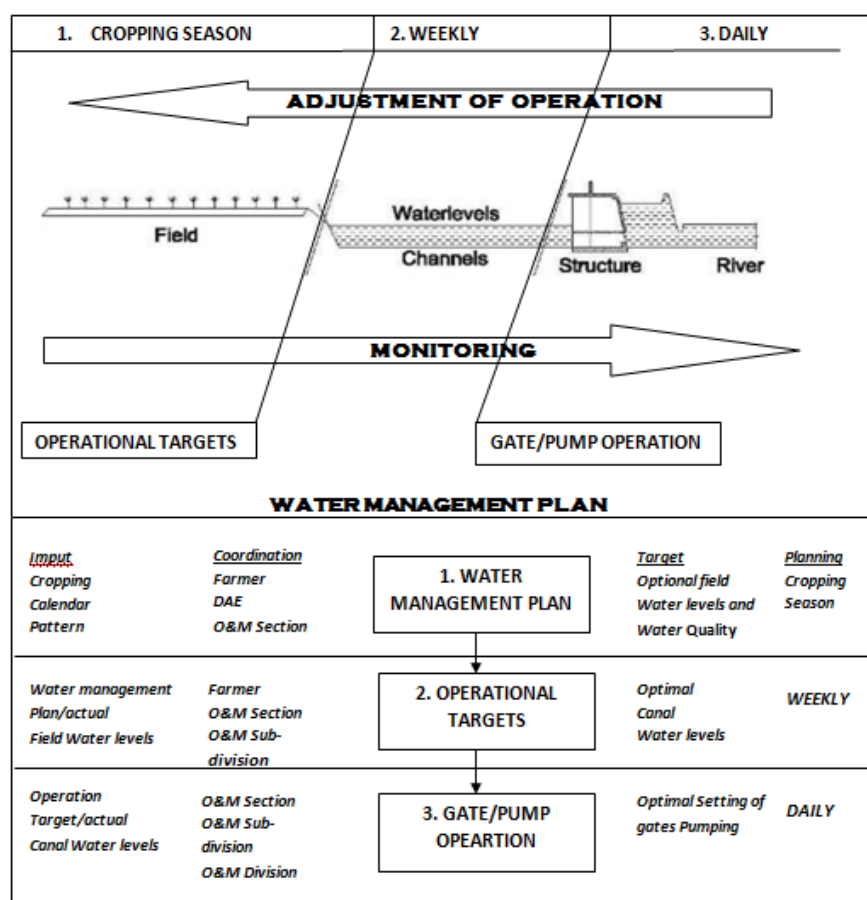 1. CROPPING SEASON
2. WEEKLY
3. DAILY
ADJUSTMENT OF OPERATION
Field
Waterlevels
Channels
Structure
River
MONITORING
OPERATIONAL TARGETS
GATE/PUMP OPERATION
WATER MANAGEMENT PLAN
Imput
Cropping
Calendar
Pattern
Coordination
Farmer
DAE
O&M Section
1. WATER
MANAGEMENT PLAN
Target
Optional field
Water levels and
Water Quality
Planning
Cropping
Season
Water management
Plan/actual
Field Water levels
Farmer
O&M Section
O&M Sub-
division
2. OPERATIONAL
TARGETS
Optimal
Canal
Water levels
WEEKLY
Operation
Target/actual
Canal Water levels
O&M Section
O&M Sub-
division
O&M Division
3. GATE/PUMP
OPEARTION
Optimal Setting of
gates Pumping
DAILY